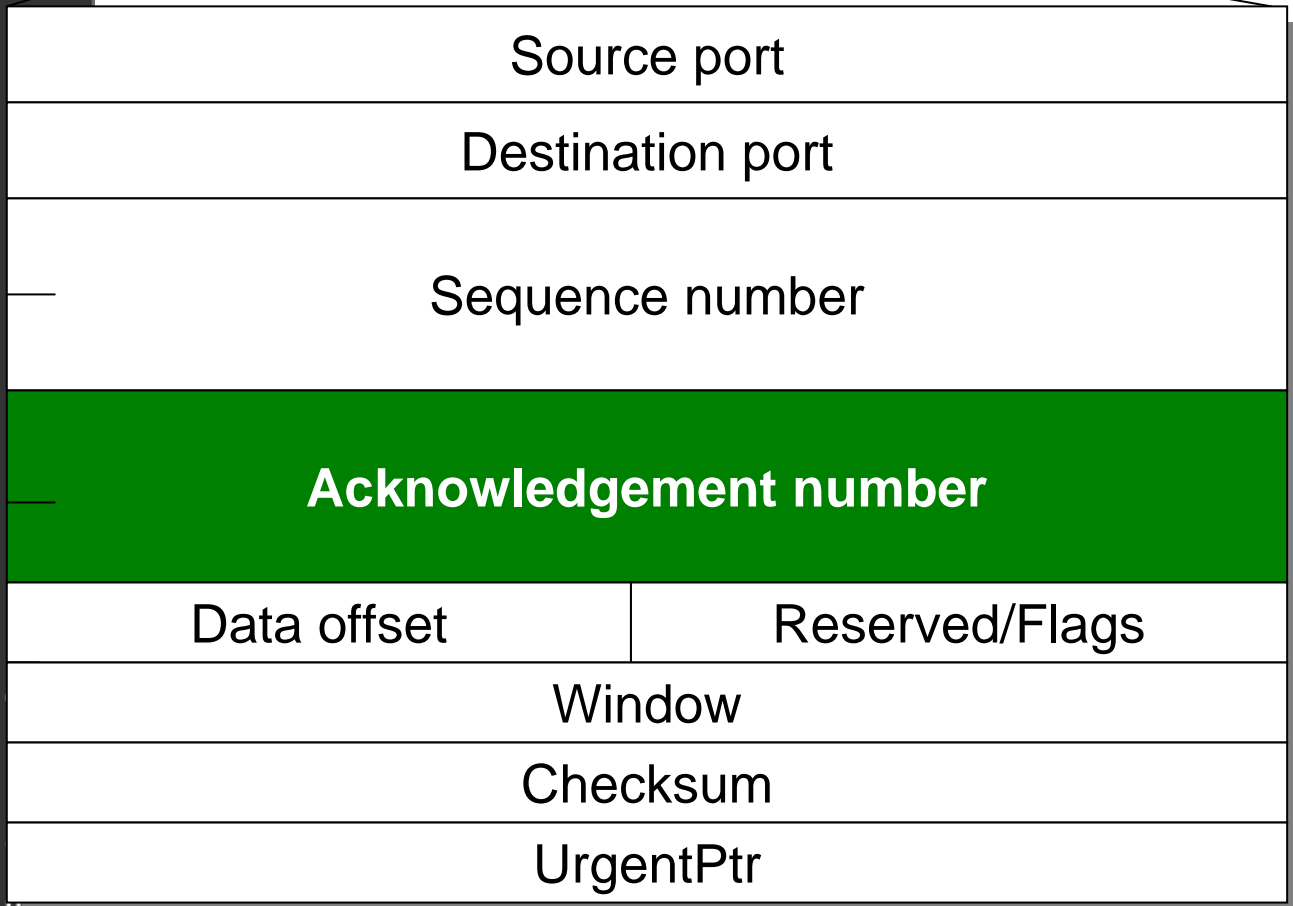 Source port
Destination port
Sequence number
Acknowledgement number
Data offset Reserved/Flags
Window
Checksum
UrgentPtr